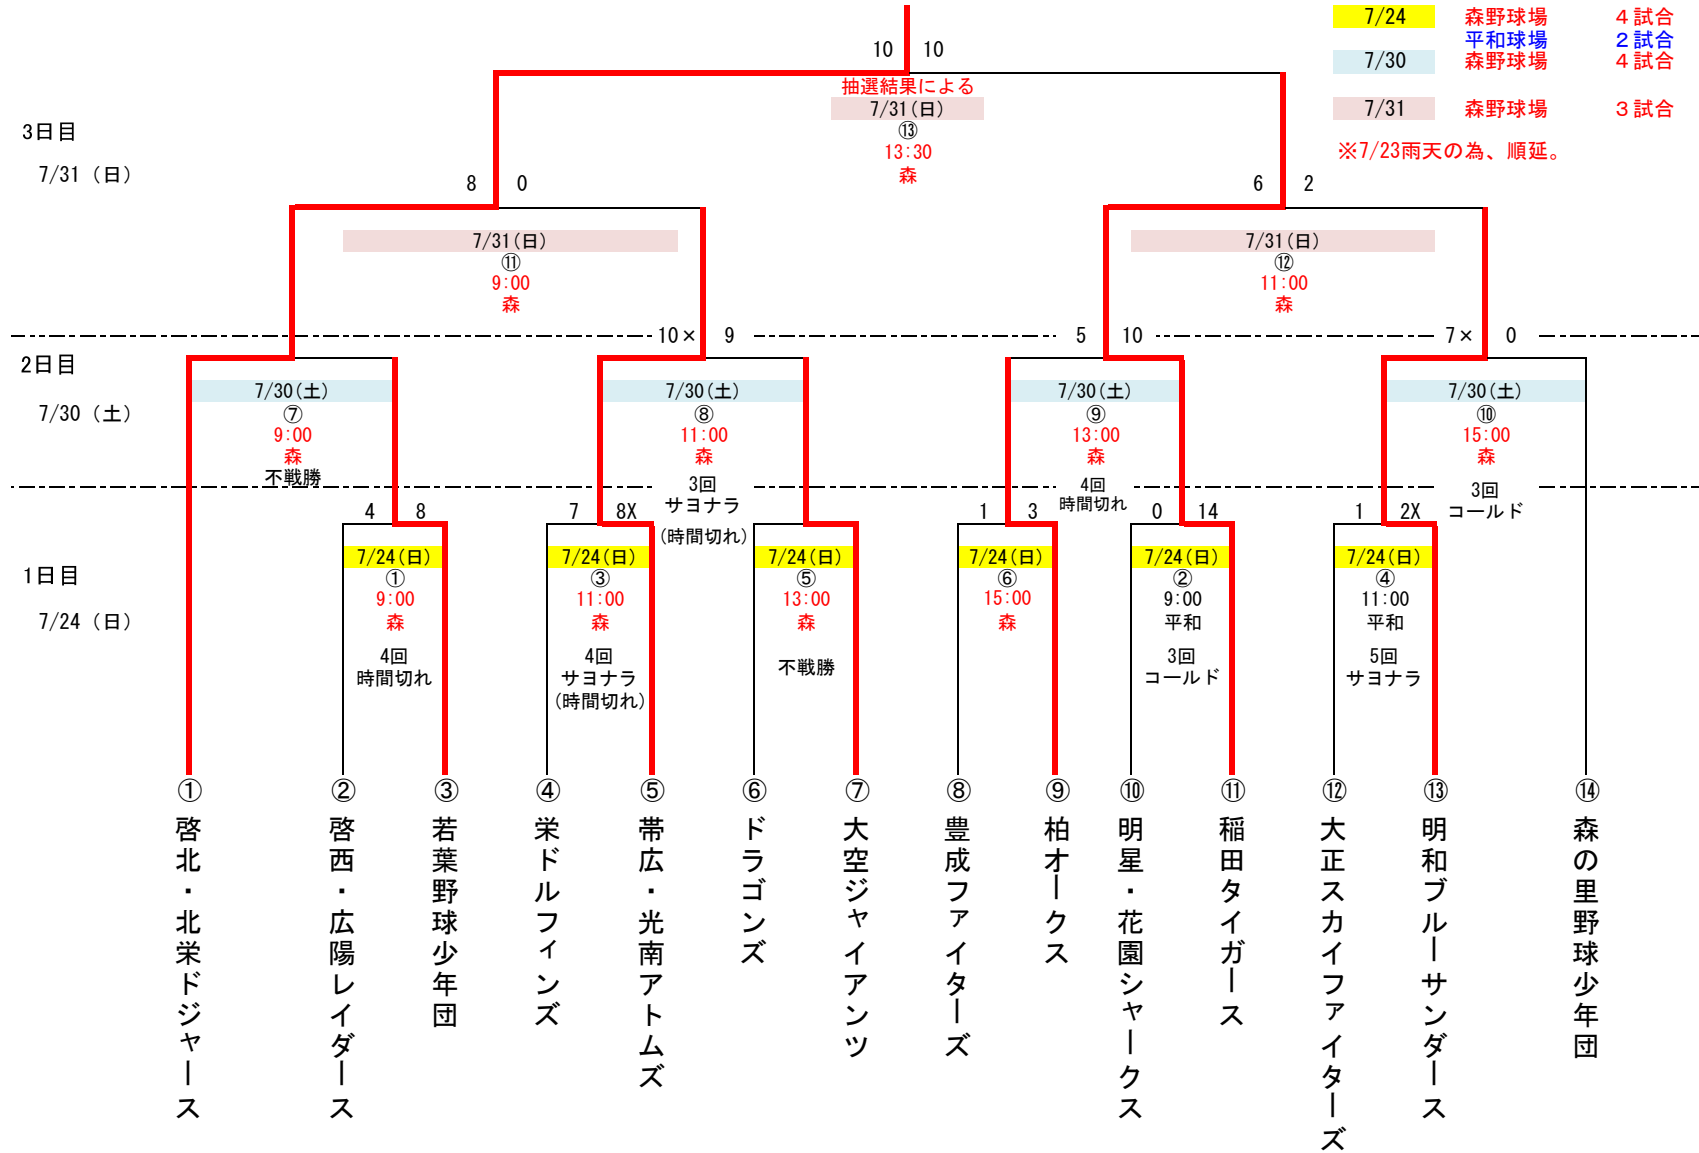 7/24 森野球場 4試合
平和球場 2試合
7/30 森野球場 4試合
7/31 森野球場 3試合
※7/23雨天の為、順延。
10 10
抽選結果による
7/31(日)
⑬
13:30
森
3日目
7/31（日）
8 0
6 2
7/31(日)
⑪
9:00
森
7/31(日)
⑫
11:00
森
10× 9
5 10
7× 0
2日目
7/30（土）
7/30(土)
⑦
9:00
森
不戦勝
7/30(土)
⑧
11:00
森
3回
サヨナラ
(時間切れ)
7/30(土)
⑨
13:00
森
4回
時間切れ
7/30(土)
⑩
15:00
森
3回
コールド
4 8
7 8X
1 3
0 14
1 2X
1日目
7/24（日）
7/24(日)
①
9:00
森
4回
時間切れ
7/24(日)
③
11:00
森
4回
サヨナラ
(時間切れ)
7/24(日)
⑤
13:00
森
不戦勝
7/24(日)
⑥
15:00
森
7/24(日)
②
9:00
平和
3回
コールド
7/24(日)
④
11:00
平和
5回
サヨナラ
①啓北・北栄ドジャース
②啓西・広陽レイダース
③若葉野球少年団
④栄ドルフィンズ
⑤帯広・光南アトムズ
⑥ドラゴンズ
⑦大空ジャイアンツ
⑧豊成ファイターズ
⑨柏オークス
⑩明星・花園シャークス
⑪稲田タイガース
⑫大正スカイファイターズ
⑬明和ブルーサンダース
⑭森の里野球少年団